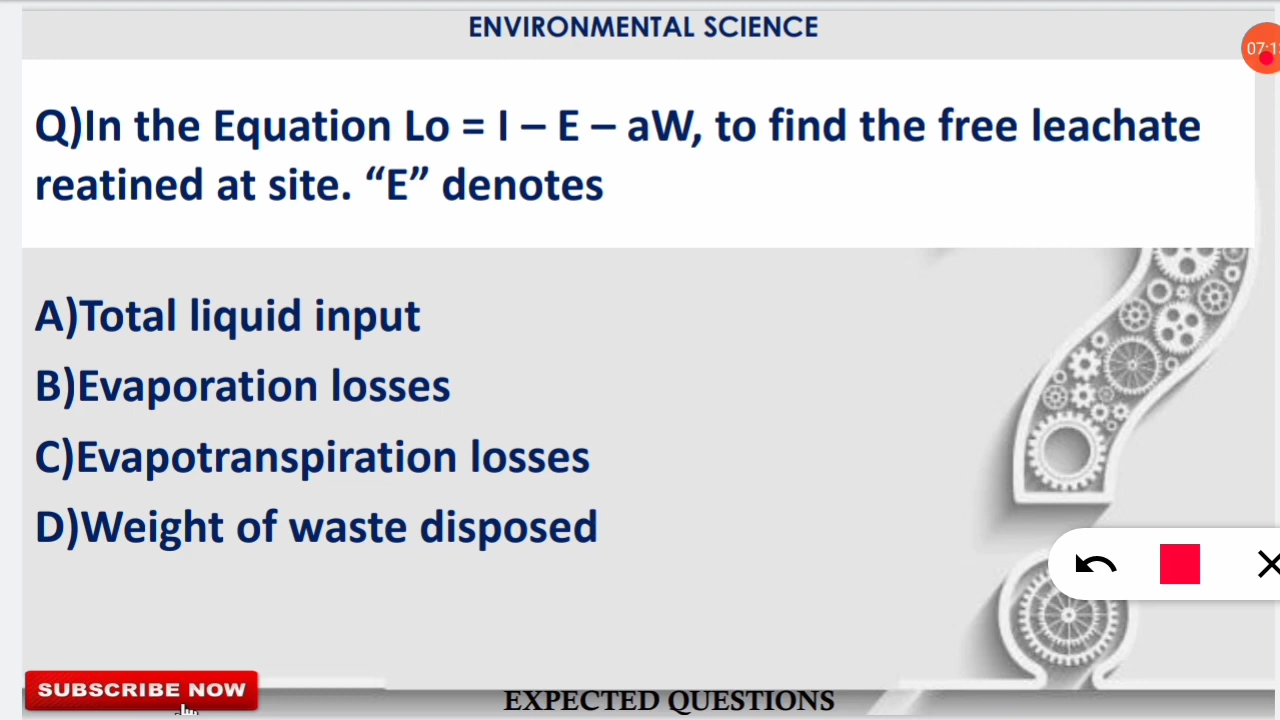 ENVIRONMENTAL SCIENCE
Q)In the Equation Lo = I – E – aW, to find the free leachate
reatined at site. “E” denotes
A)Total liquid input
B)Evaporation losses
C)Evapotranspiration losses
D)Weight of waste disposed
SUBSCRIBE NOW
EXPECTED QUESTIONS